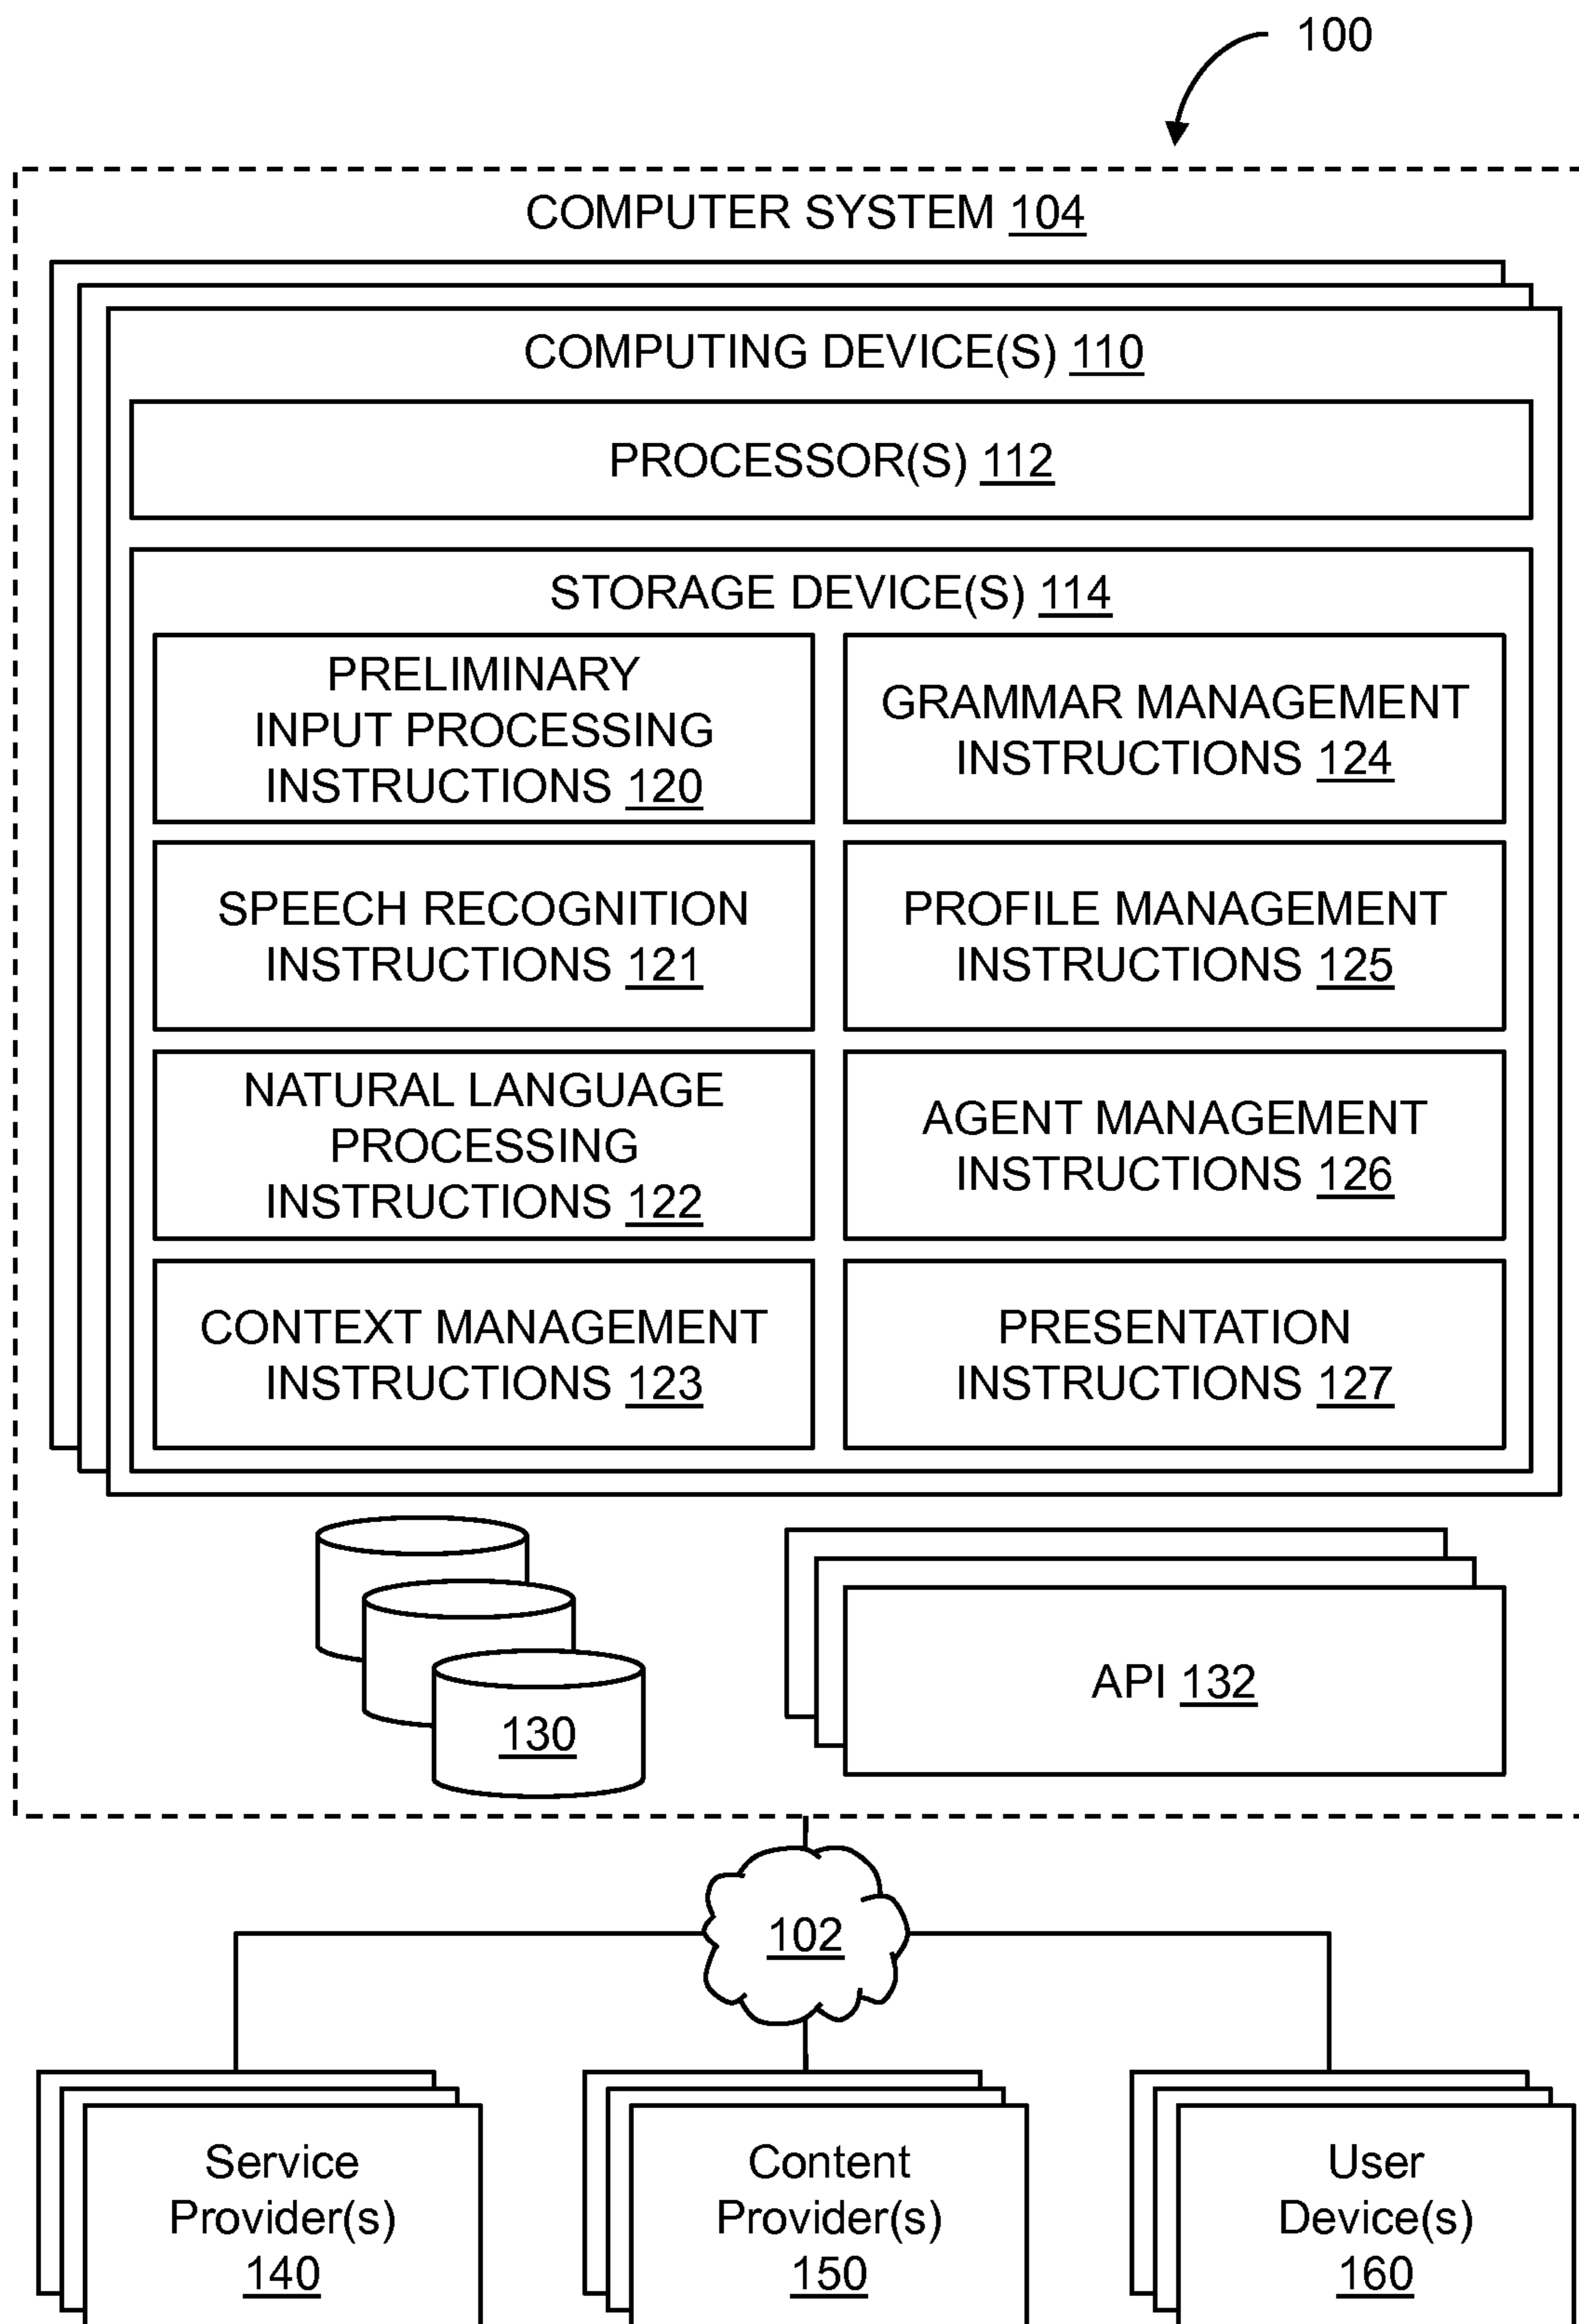 100
COMPUTER SYSTEM 104
COMPUTING DEVICE(S) 110
PROCESSOR(S) 112
STORAGE DEVICE(S) 114
PRELIMINARY
INPUT PROCESSING
INSTRUCTIONS 120
GRAMMAR MANAGEMENT
INSTRUCTIONS 124
SPEECH RECOGNITION
INSTRUCTIONS 121
PROFILE MANAGEMENT
INSTRUCTIONS 125
NATURAL LANGUAGE
PROCESSING
INSTRUCTIONS 122
AGENT MANAGEMENT
INSTRUCTIONS 126
CONTEXT MANAGEMENT
INSTRUCTIONS 123
PRESENTATION
INSTRUCTIONS 127
130
API 132
102
Service
Provider(s)
140
Content
Provider(s)
150
User
Device(s)
160